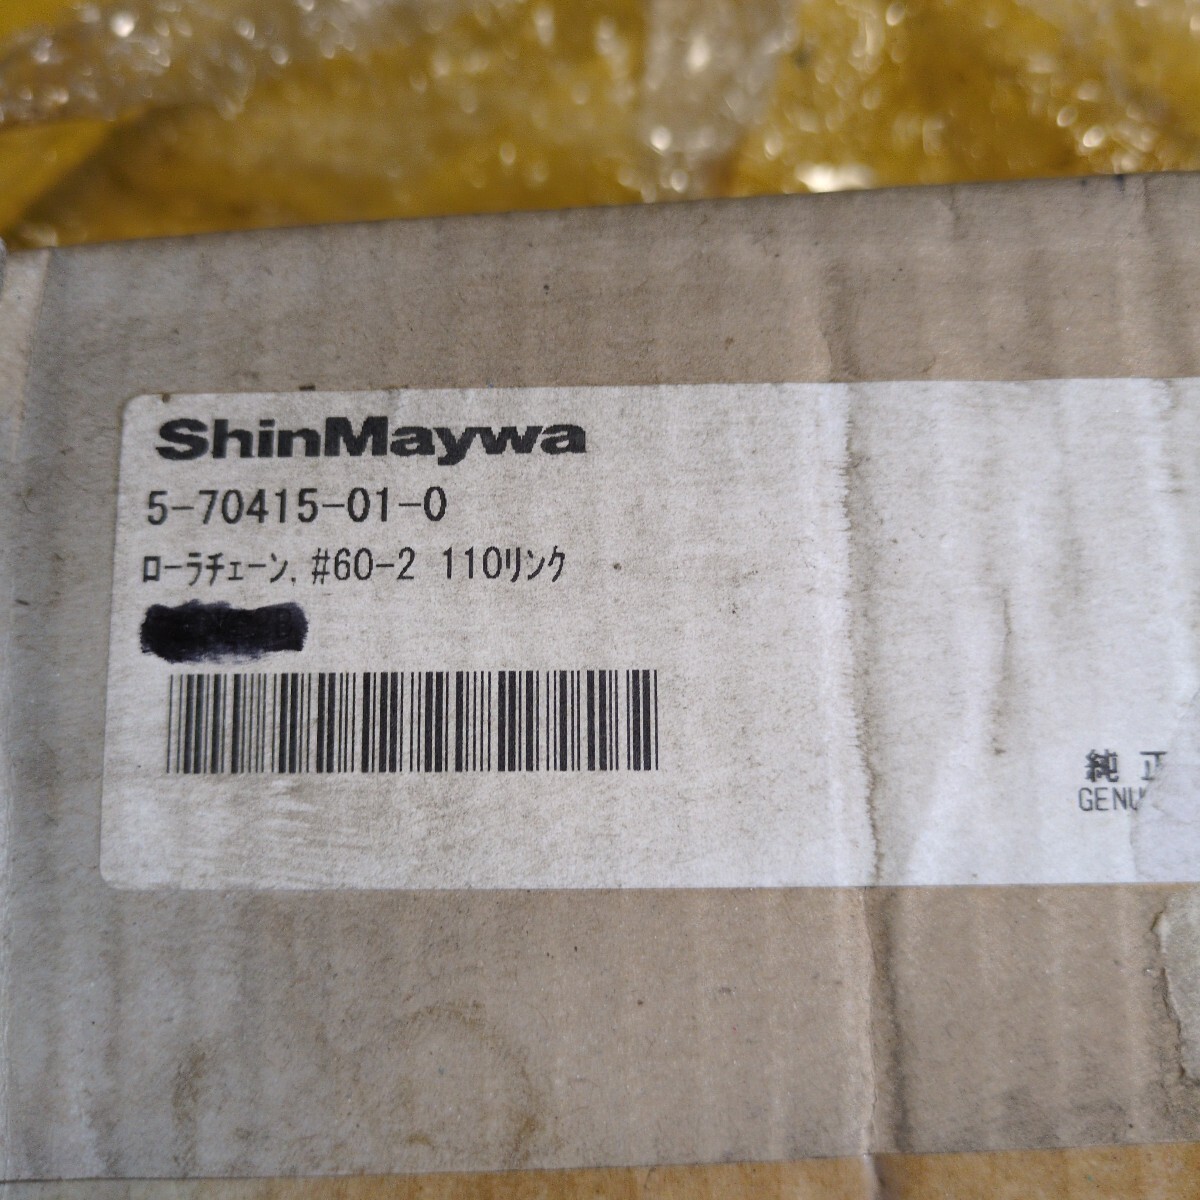 ShinMaywa
5-70415-01-0
ﾛｰﾗﾁｪｰﾝ, #60-2 110ﾘﾝｸ
純正